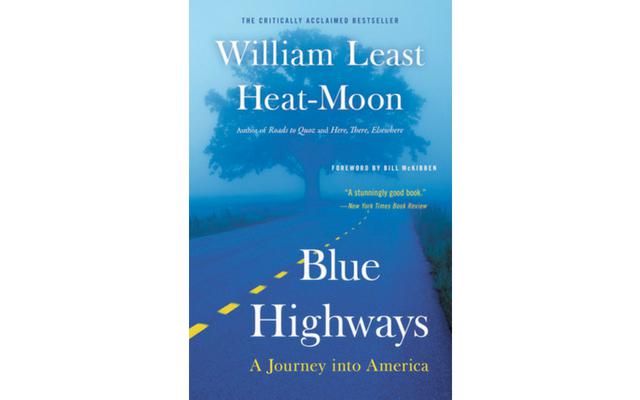 THE CRITICALLY ACCLAIMED BESTSELLER
William Least
Heat-Moon
Author of Roads to Quoz and Here, There, Elsewhere
FOREWORD BY BILL McKIBBEN
"A stunningly good book."
—New York Times Book Review
Blue
Highways
A Journey into America